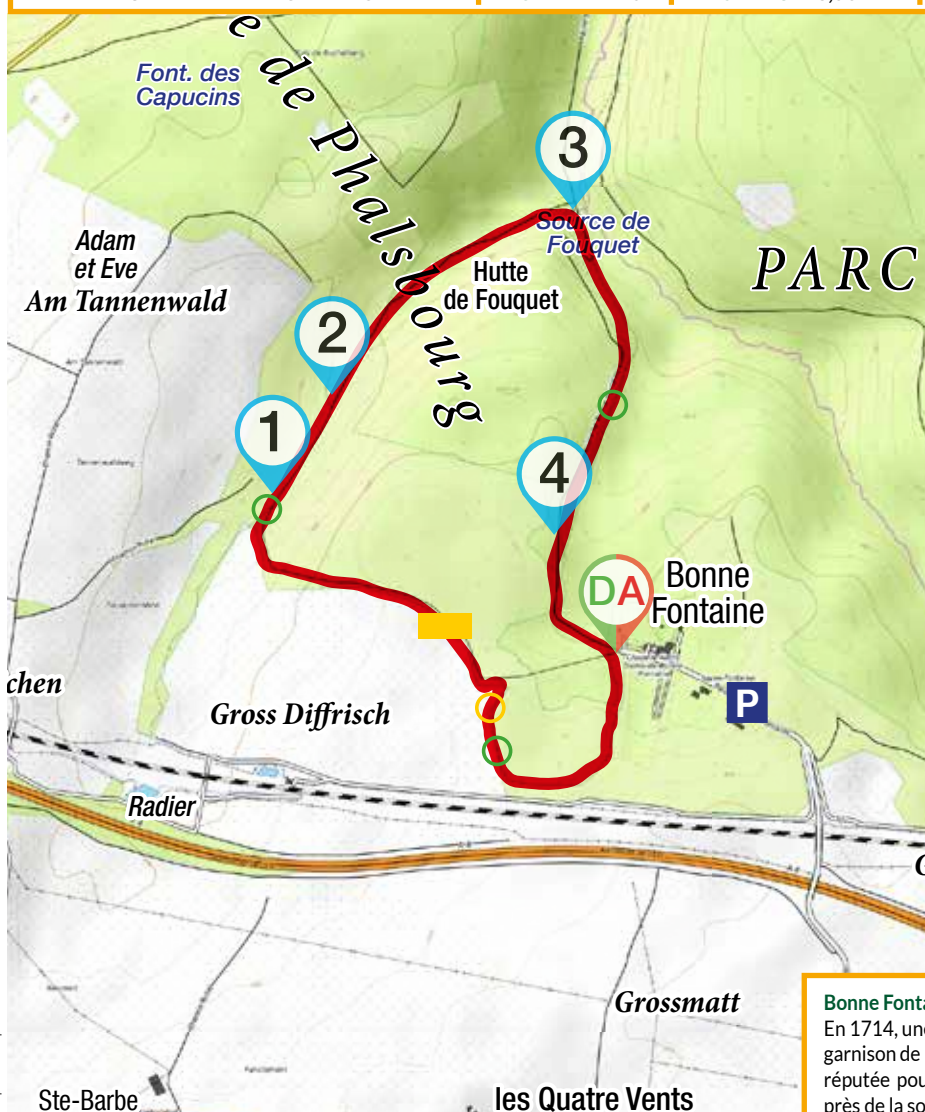 e de Phalsbourg
Font. des
Capucins
3
Source de
Fouquet
Adam
et Eve
Am Tannenwald
PARC
Hutte
de Fouquet
2
1
4
DA
Bonne
Fontaine
P
chen
Gross Diffrisch
Radier
G
Grossmatt
Ste-Barbe
les Quatre Vents
Bonne Fonta
En 1714, une
garnison de
réputée pou
près de la so